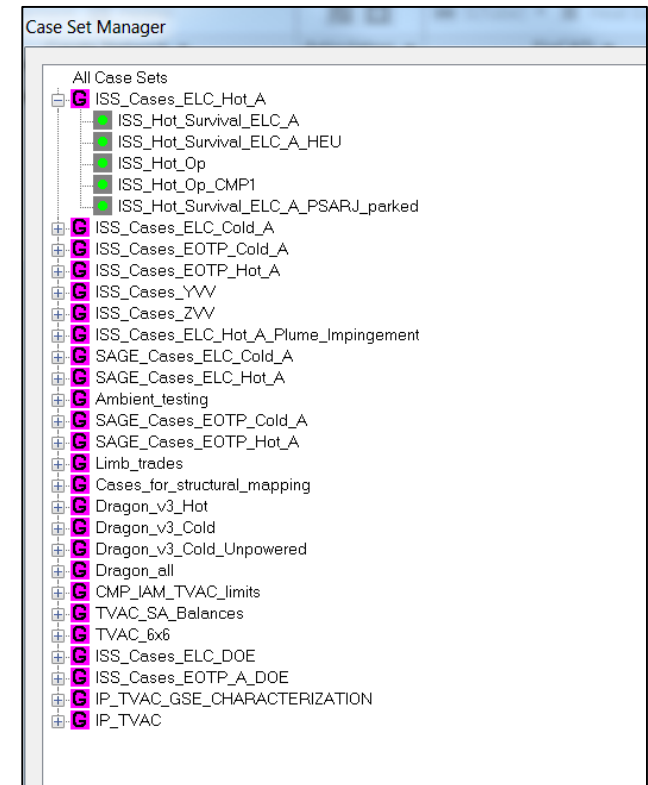 Case Set Manager
All Case Sets
G ISS_Cases_ELC_Hot_A
ISS_Hot_Survival_ELC_A
ISS_Hot_Survival_ELC_A_HEU
ISS_Hot_Op
ISS_Hot_Op_CMP1
ISS_Hot_Survival_ELC_A_PSARJ_parked
G ISS_Cases_ELC_Cold_A
G ISS_Cases_EOTP_Cold_A
G ISS_Cases_EOTP_Hot_A
G ISS_Cases_YVV
G ISS_Cases_ZVV
G ISS_Cases_ELC_Hot_A_Plume_Impingement
G SAGE_Cases_ELC_Cold_A
G SAGE_Cases_ELC_Hot_A
G Ambient_testing
G SAGE_Cases_EOTP_Cold_A
G SAGE_Cases_EOTP_Hot_A
G Limb_trades
G Cases_for_structural_mapping
G Dragon_v3_Hot
G Dragon_v3_Cold
G Dragon_v3_Cold_Unpowered
G Dragon_all
G CMP_IAM_TVAC_limits
G TVAC_SA_Balances
G TVAC_6x6
G ISS_Cases_ELC_DOE
G ISS_Cases_EOTP_A_DOE
G IP_TVAC_GSE_CHARACTERIZATION
G IP_TVAC